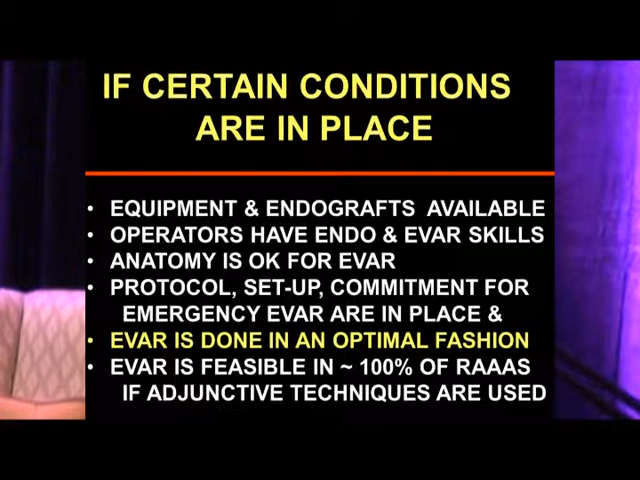 IF CERTAIN CONDITIONS
ARE IN PLACE
• EQUIPMENT & ENDOGRAFTS AVAILABLE
• OPERATORS HAVE ENDO & EVAR SKILLS
• ANATOMY IS OK FOR EVAR
• PROTOCOL, SET-UP, COMMITMENT FOR
EMERGENCY EVAR ARE IN PLACE &
• EVAR IS DONE IN AN OPTIMAL FASHION
• EVAR IS FEASIBLE IN ~ 100% OF RAAAS
IF ADJUNCTIVE TECHNIQUES ARE USED